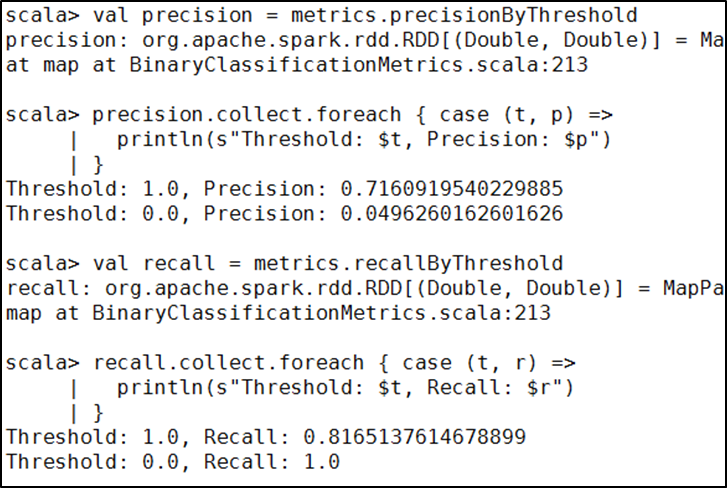 scala> val precision = metrics.precisionByThreshold
precision: org.apache.spark.rdd.RDD[(Double, Double)] = Ma
at map at BinaryClassificationMetrics.scala:213
scala> precision.collect.foreach { case (t, p) =>
     |   println(s"Threshold: $t, Precision: $p")
     | }
Threshold: 1.0, Precision: 0.7160919540229885
Threshold: 0.0, Precision: 0.0496260162601626
scala> val recall = metrics.recallByThreshold
recall: org.apache.spark.rdd.RDD[(Double, Double)] = MapPa
map at BinaryClassificationMetrics.scala:213
scala> recall.collect.foreach { case (t, r) =>
     |   println(s"Threshold: $t, Recall: $r")
     | }
Threshold: 1.0, Recall: 0.8165137614678899
Threshold: 0.0, Recall: 1.0